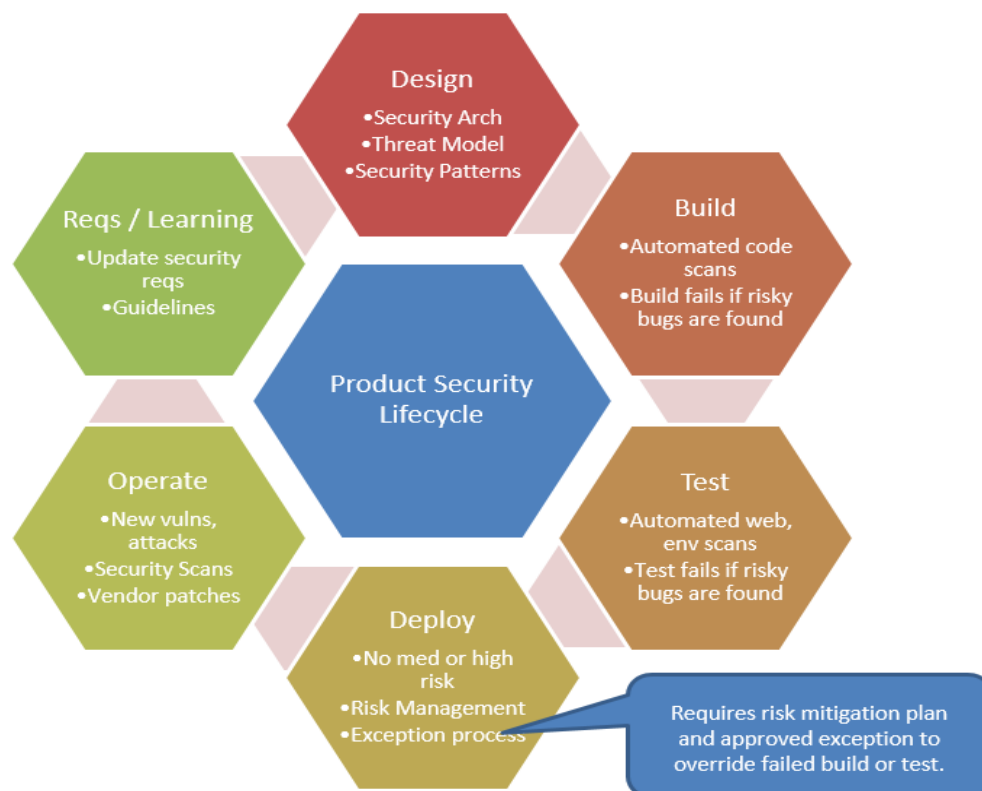 Design
•Security Arch
•Threat Model
•Security Patterns
Build
•Automated code
scans
•Build fails if risky
bugs are found
Test
•Automated web,
env scans
•Test fails if risky
bugs are found
Deploy
•No med or high
risk
•Risk Management
•Exception process
Requires risk mitigation plan
and approved exception to
override failed build or test.
Operate
•New vulns,
attacks
•Security Scans
•Vendor patches
Reqs / Learning
•Update security
reqs
•Guidelines
Product Security
Lifecycle